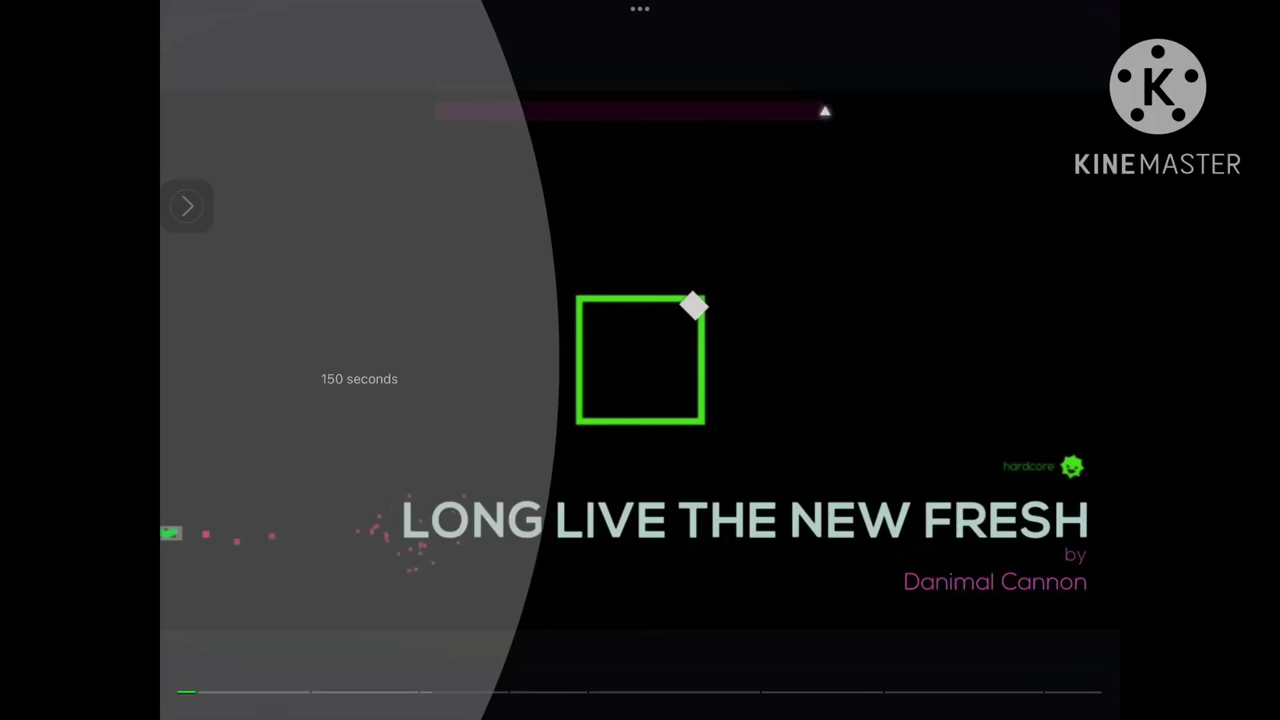 K
KINEMASTER
150 seconds
hardcore
LONG LIVE THE NEW FRESH
by
Danimal Cannon